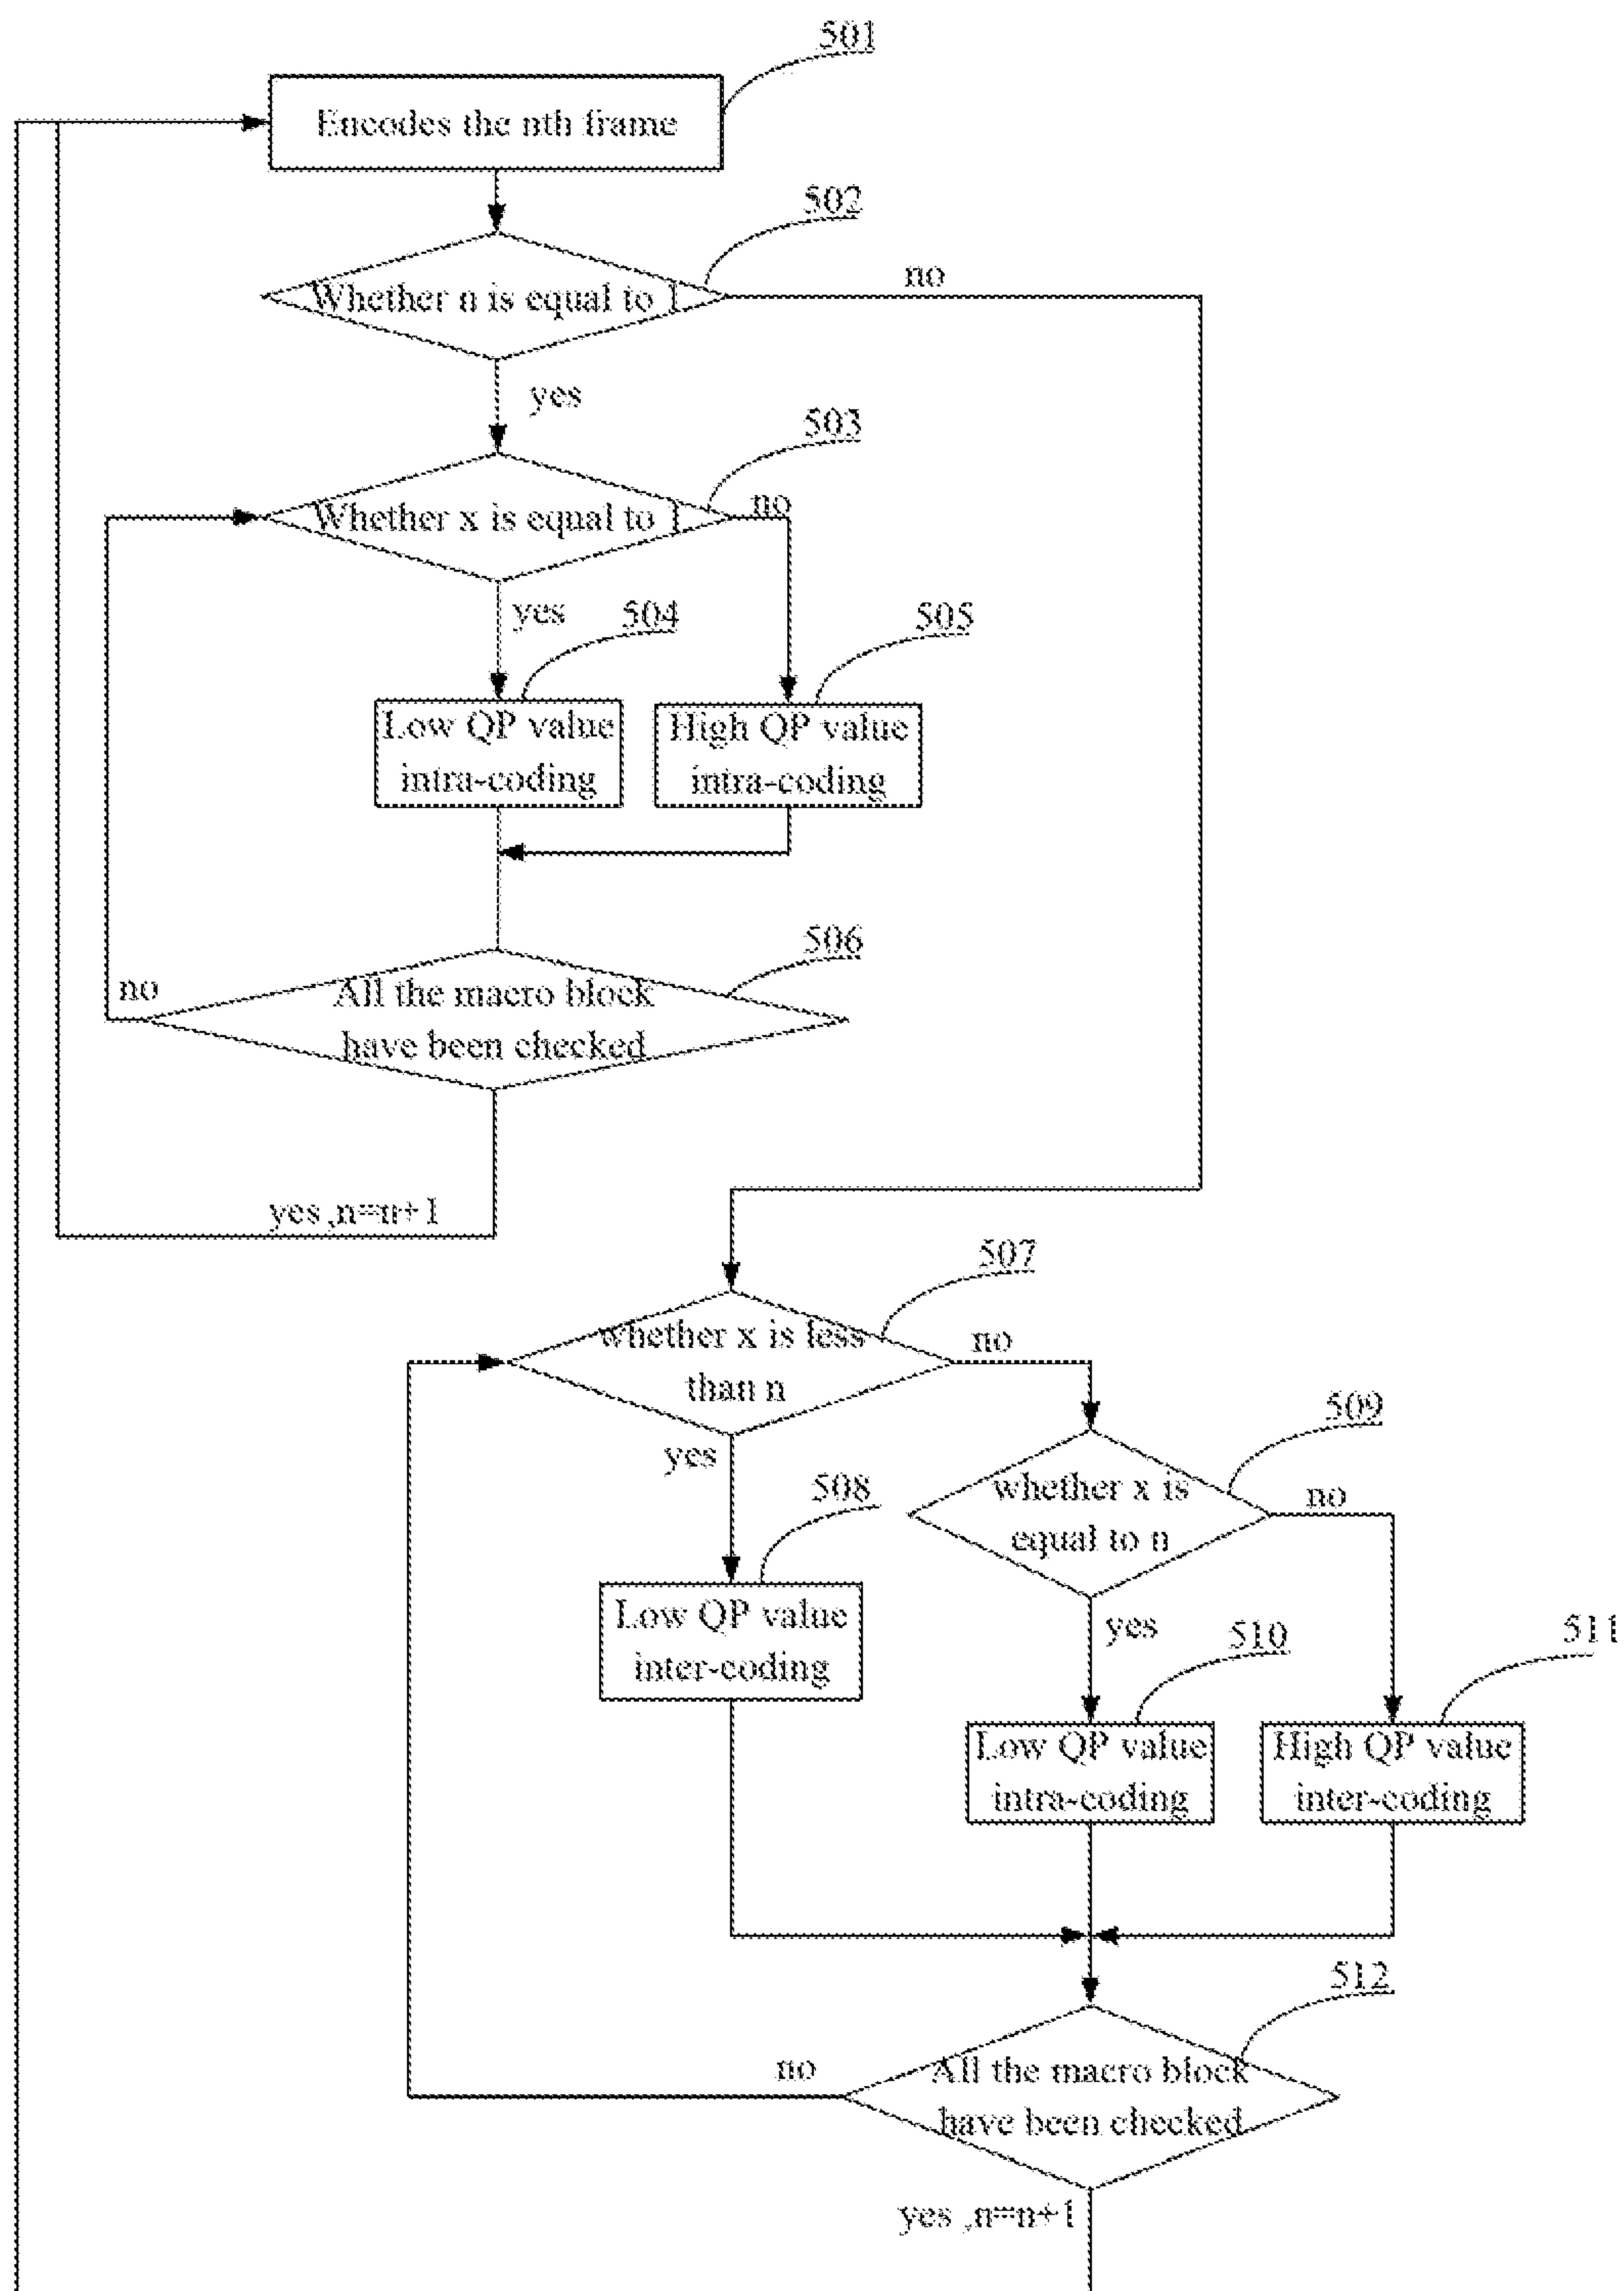 501
Encodes the nth frame
502
Whether n is equal to 1
no
yes
503
Whether x is equal to 1
no
yes
504
505
Low QP value
intra-coding
High QP value
intra-coding
506
no
All the macro block
have been checked
yes ,n=n+1
507
whether x is less
than n
no
509
yes
whether x is
equal to n
no
508
Low QP value
inter-coding
yes
510
511
Low QP value
intra-coding
High QP value
inter-coding
512
no
All the macro block
have been checked
yes ,n=n+1